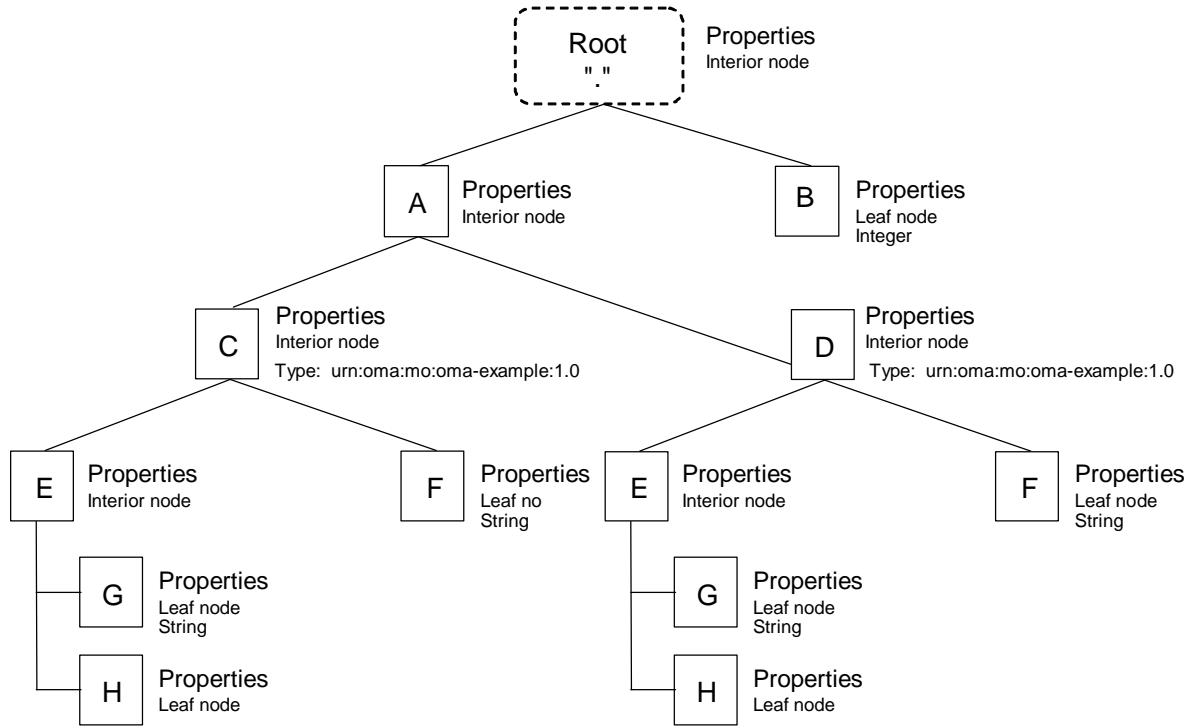 Root
"."
Properties
Interior node
A
Properties
Interior node
B
Properties
Leaf node
Integer
C
Properties
Interior node
Type: urn:oma:mo:oma-example:1.0
D
Properties
Interior node
Type: urn:oma:mo:oma-example:1.0
E
Properties
Interior node
F
Properties
Leaf no
String
E
Properties
Interior node
F
Properties
Leaf node
String
G
Properties
Leaf node
String
G
Properties
Leaf node
String
H
Properties
Leaf node
H
Properties
Leaf node